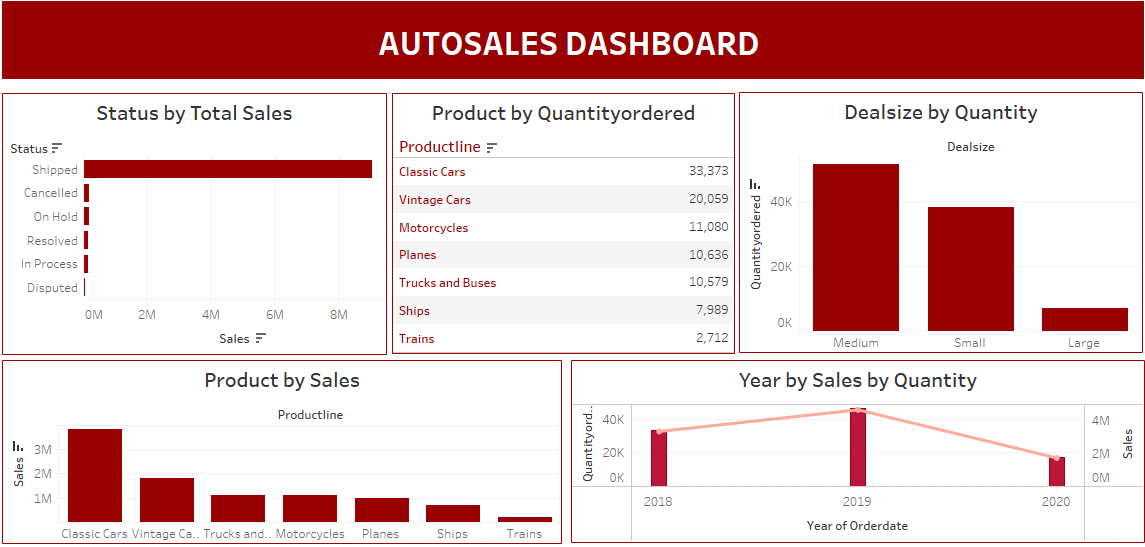 AUTOSALES DASHBOARD
Status by Total Sales
Status
Shipped
Cancelled
On Hold
Resolved
In Process
Disputed
0M 2M 4M 6M 8M
Sales
Product by Quantityordered
Productline
Classic Cars 33,373
Vintage Cars 20,059
Motorcycles 11,080
Planes 10,636
Trucks and Buses 10,579
Ships 7,989
Trains 2,712
Dealsize by Quantity
Dealsize
Quantityordered
40K
20K
0K
Medium Small Large
Product by Sales
Productline
Sales
3M
2M
1M
Classic Cars Vintage Ca.. Trucks and.. Motorcycles Planes Ships Trains
Year by Sales by Quantity
Quantityord..
40K
20K
0K
4M
2M
0M
Sales
2018 2019 2020
Year of Orderdate